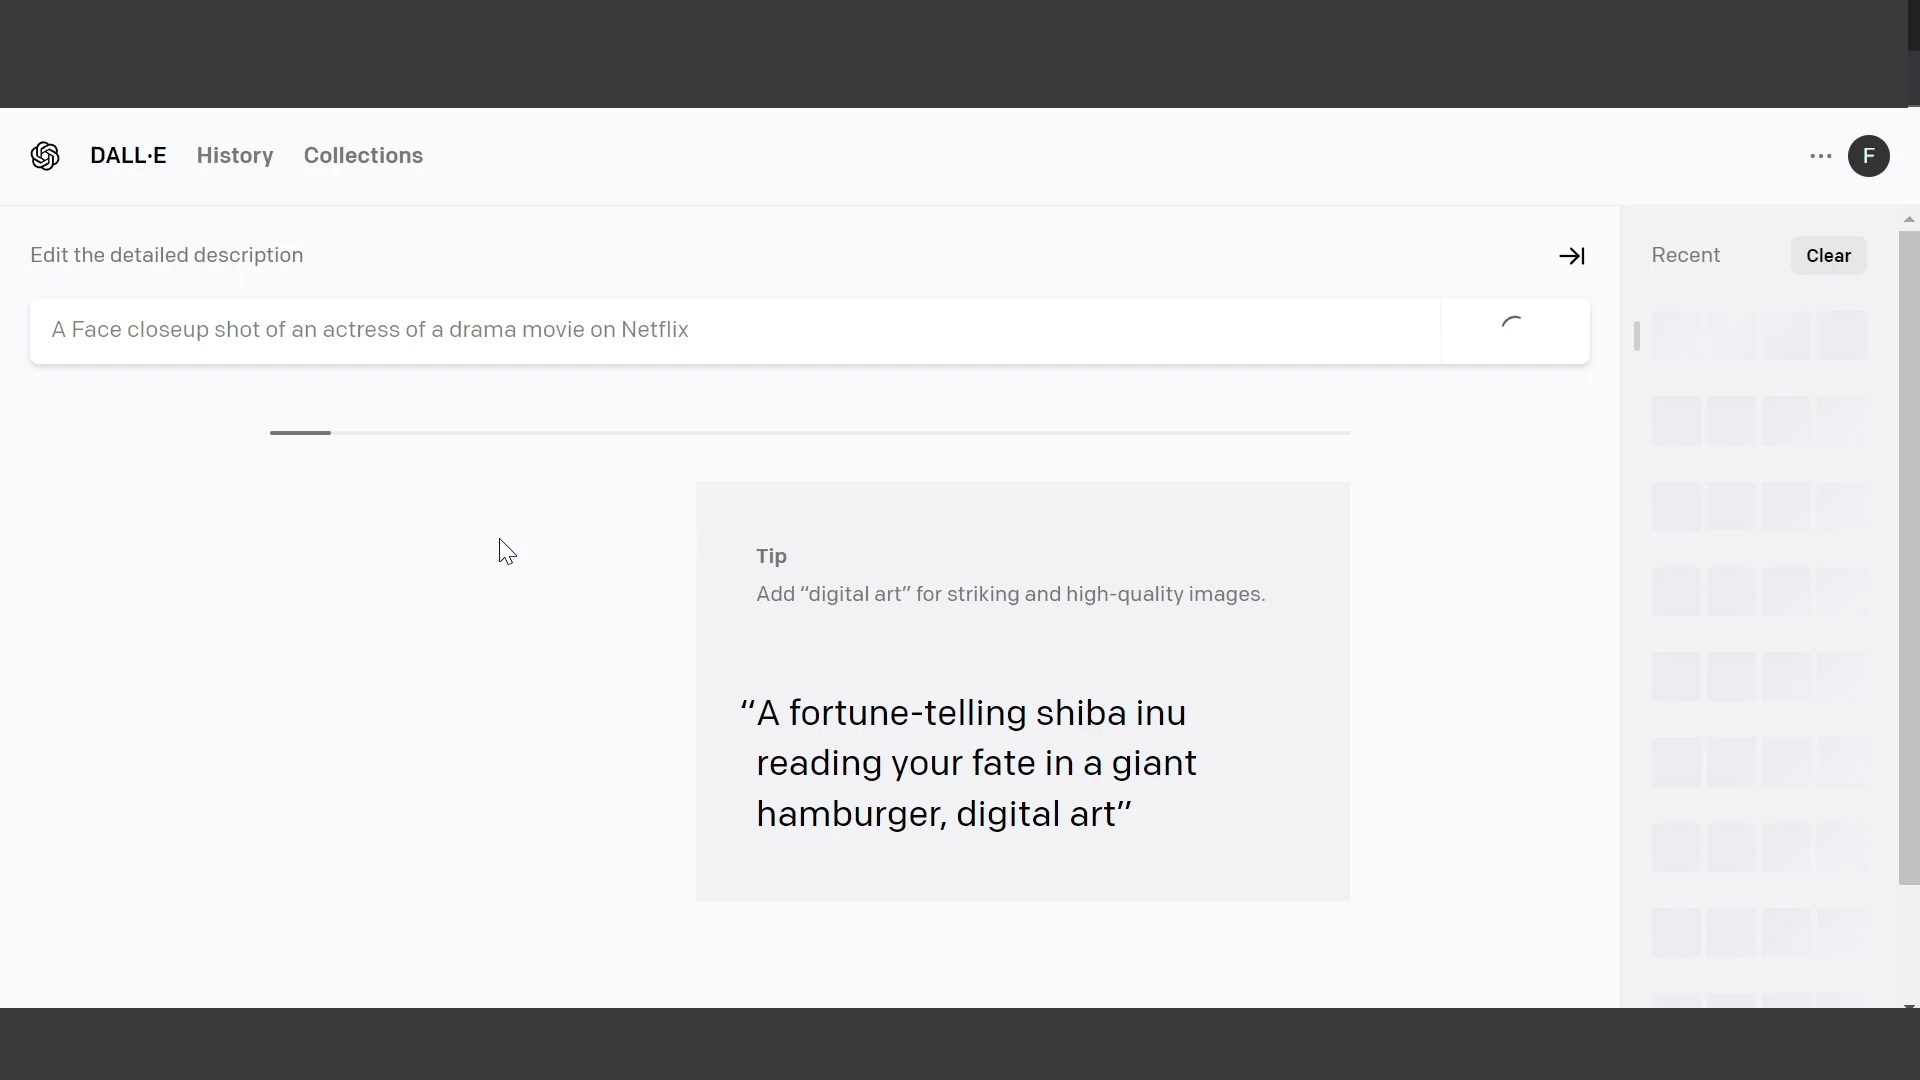 DALL·E History Collections
··· F
Edit the detailed description
Recent Clear
A Face closeup shot of an actress of a drama movie on Netflix
Tip
Add “digital art” for striking and high-quality images.
“A fortune-telling shiba inu
reading your fate in a giant
hamburger, digital art”